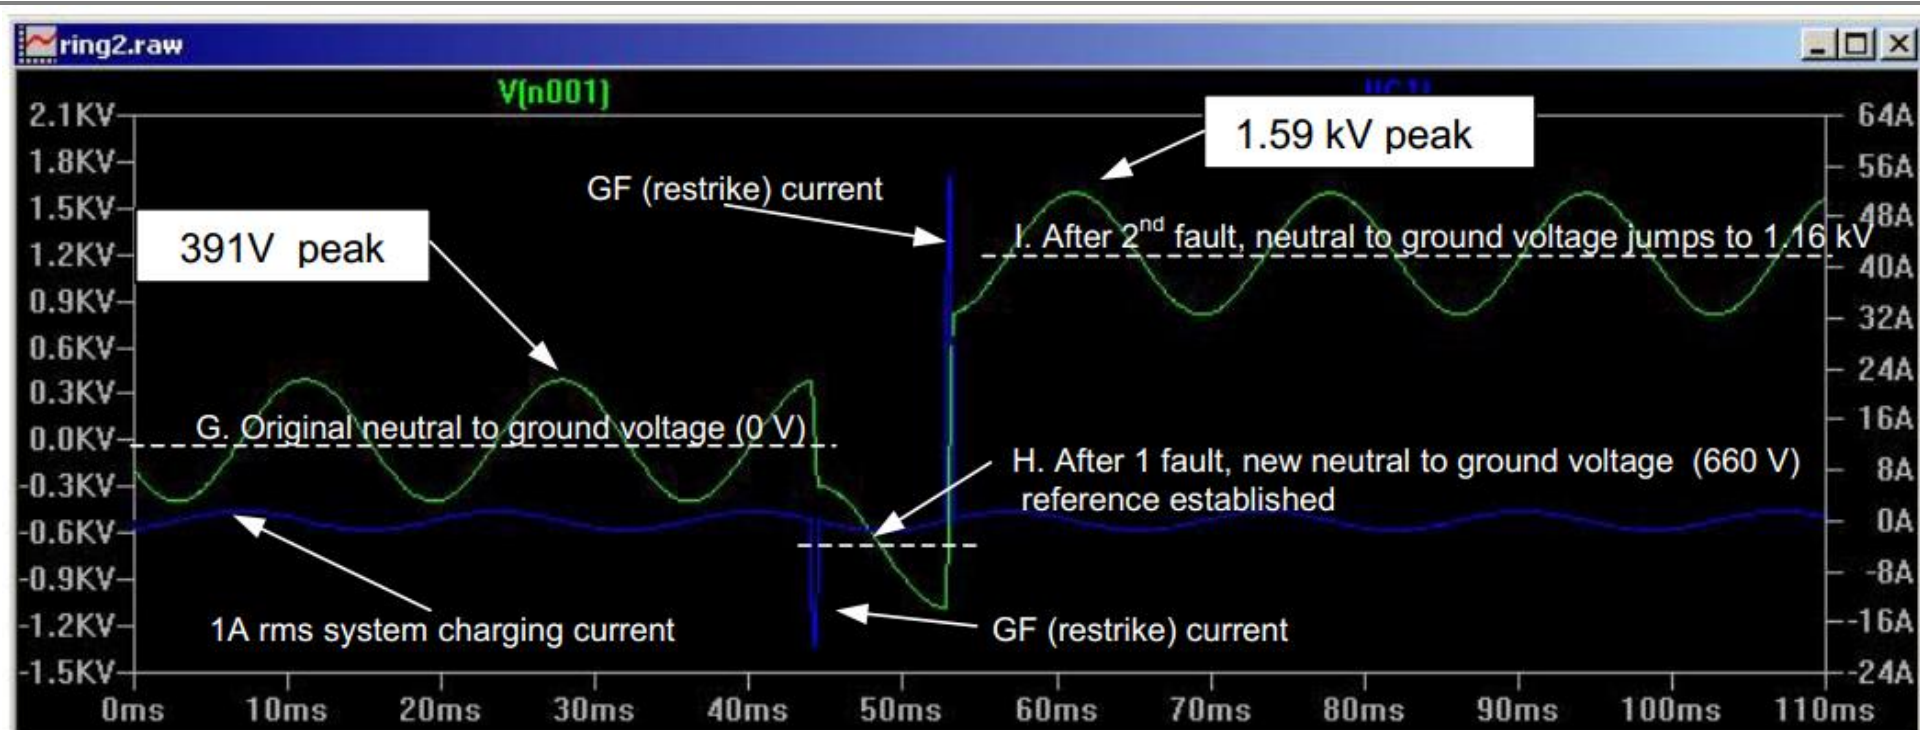 ring2.raw
V(n001)
2.1KV
1.8KV
1.5KV
1.2KV
0.9KV
0.6KV
0.3KV
0.0KV
-0.3KV
-0.6KV
-0.9KV
-1.2KV
-1.5KV
64A
56A
48A
40A
32A
24A
16A
8A
0A
-8A
-16A
-24A
1.59 kV peak
GF (restrike) current
391V peak
I. After 2nd fault, neutral to ground voltage jumps to 1.16 kV
G. Original neutral to ground voltage (0 V)
H. After 1 fault, new neutral to ground voltage (660 V)
reference established
1A rms system charging current
GF (restrike) current
0ms 10ms 20ms 30ms 40ms 50ms 60ms 70ms 80ms 90ms 100ms 110ms